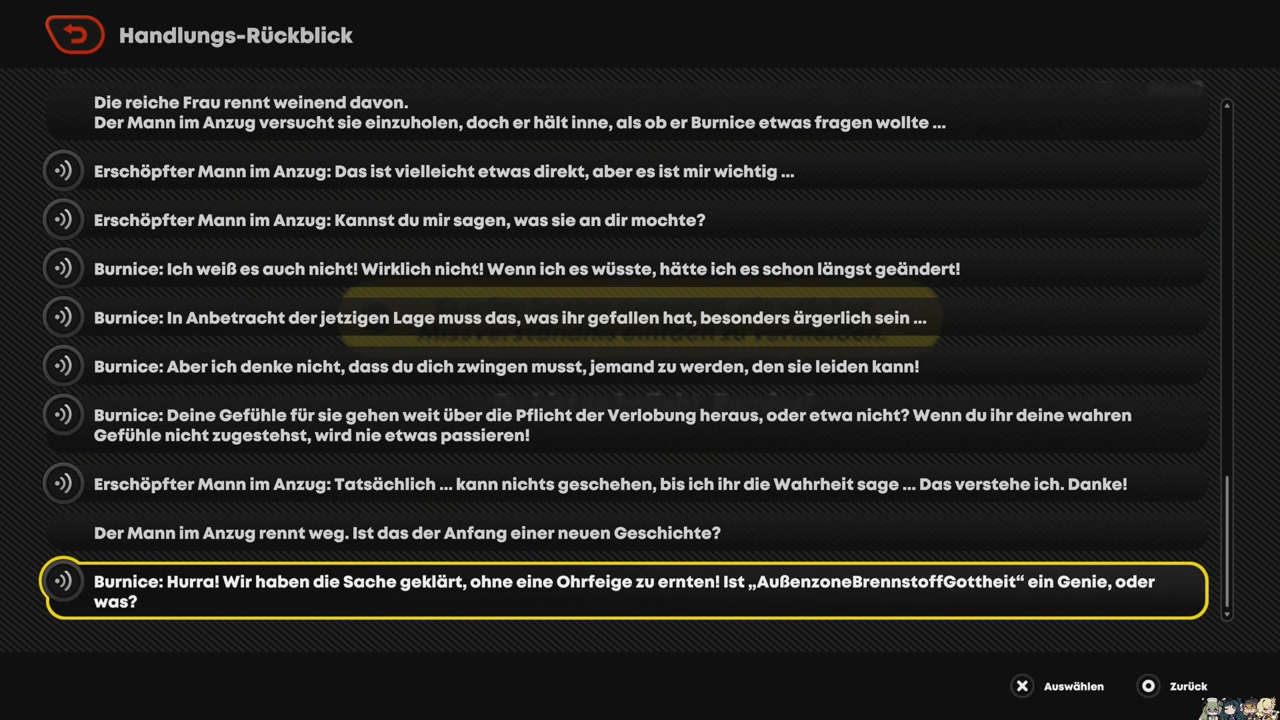 Handlungs-Rückblick
Die reiche Frau rennt weinend davon.
Der Mann im Anzug versucht sie einzuholen, doch er hält inne, als ob er Burnice etwas fragen wollte ...
Erschöpfter Mann im Anzug: Das ist vielleicht etwas direkt, aber es ist mir wichtig ...
Erschöpfter Mann im Anzug: Kannst du mir sagen, was sie an dir mochte?
Burnice: Ich weiß es auch nicht! Wirklich nicht! Wenn ich es wüsste, hätte ich es schon längst geändert!
Burnice: In Anbetracht der jetzigen Lage muss das, was ihr gefallen hat, besonders ärgerlich sein ...
Burnice: Aber ich denke nicht, dass du dich zwingen musst, jemand zu werden, den sie leiden kann!
Burnice: Deine Gefühle für sie gehen weit über die Pflicht der Verlobung heraus, oder etwa nicht? Wenn du ihr deine wahren
Gefühle nicht zugestehst, wird nie etwas passieren!
Erschöpfter Mann im Anzug: Tatsächlich ... kann nichts geschehen, bis ich ihr die Wahrheit sage ... Das verstehe ich. Danke!
Der Mann im Anzug rennt weg. Ist das der Anfang einer neuen Geschichte?
Burnice: Hurra! Wir haben die Sache geklärt, ohne eine Ohrfeige zu ernten! Ist „AußenzoneBrennstoffGottheit“ ein Genie, oder
was?
Auswählen
Zurück